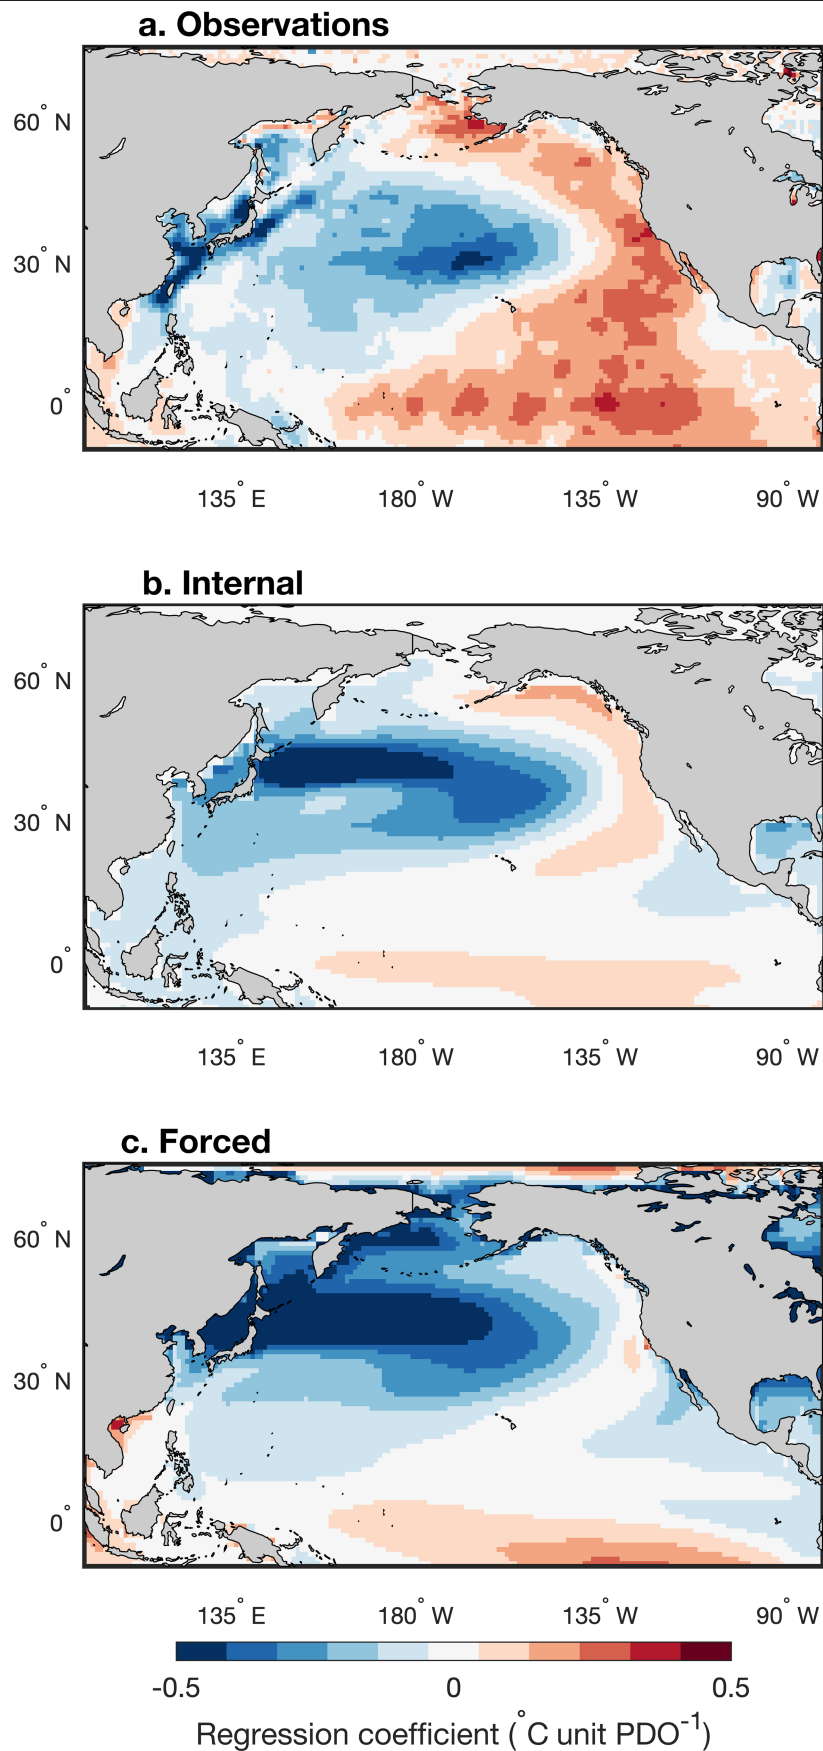 a. Observations
60° N
30° N
0°
135° E 180° W 135° W 90° W
b. Internal
60° N
30° N
0°
135° E 180° W 135° W 90° W
c. Forced
60° N
30° N
0°
135° E 180° W 135° W 90° W
-0.5 0 0.5
Regression coefficient (°C unit PDO⁻¹)